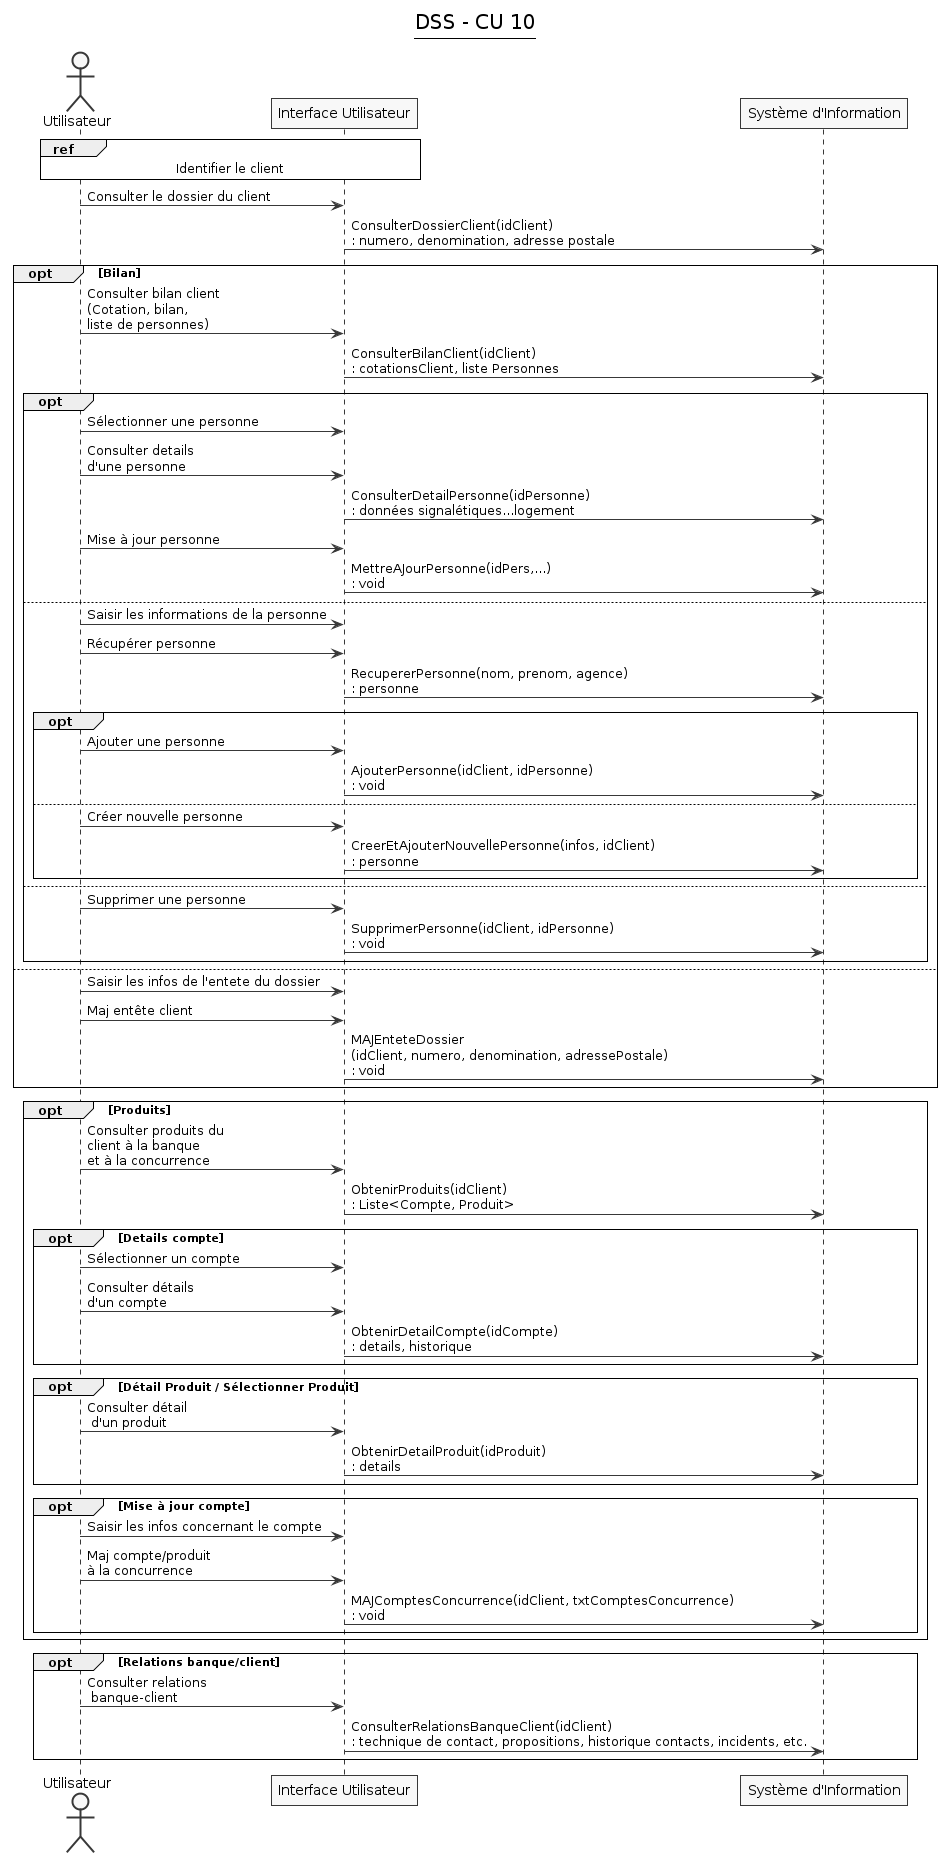 DSS - CU 10
Utilisateur
Interface Utilisateur
Système d'Information
ref
Identifier le client
Consulter le dossier du client
ConsulterDossierClient(idClient)
: numero, denomination, adresse postale
opt [Bilan]
Consulter bilan client
(Cotation, bilan,
liste de personnes)
ConsulterBilanClient(idClient)
: cotationsClient, liste Personnes
opt
Sélectionner une personne
Consulter details
d'une personne
ConsulterDetailPersonne(idPersonne)
: données signalétiques...logement
Mise à jour personne
MettreAJourPersonne(idPers,...)
: void
Saisir les informations de la personne
Récupérer personne
RecupererPersonne(nom, prenom, agence)
: personne
opt
Ajouter une personne
AjouterPersonne(idClient, idPersonne)
: void
Créer nouvelle personne
CreerEtAjouterNouvellePersonne(infos, idClient)
: personne
Supprimer une personne
SupprimerPersonne(idClient, idPersonne)
: void
Saisir les infos de l'entete du dossier
Maj entête client
MAJEnteteDossier
(idClient, numero, denomination, adressePostale)
: void
opt [Produits]
Consulter produits du
client à la banque
et à la concurrence
ObtenirProduits(idClient)
: Liste<Compte, Produit>
opt [Details compte]
Sélectionner un compte
Consulter détails
d'un compte
ObtenirDetailCompte(idCompte)
: details, historique
opt [Détail Produit / Sélectionner Produit]
Consulter détail
d'un produit
ObtenirDetailProduit(idProduit)
: details
opt [Mise à jour compte]
Saisir les infos concernant le compte
Maj compte/produit
à la concurrence
MAJComptesConcurrence(idClient, txtComptesConcurrence)
: void
opt [Relations banque/client]
Consulter relations
banque-client
ConsulterRelationsBanqueClient(idClient)
: technique de contact, propositions, historique contacts, incidents, etc.
Utilisateur
Interface Utilisateur
Système d'Information